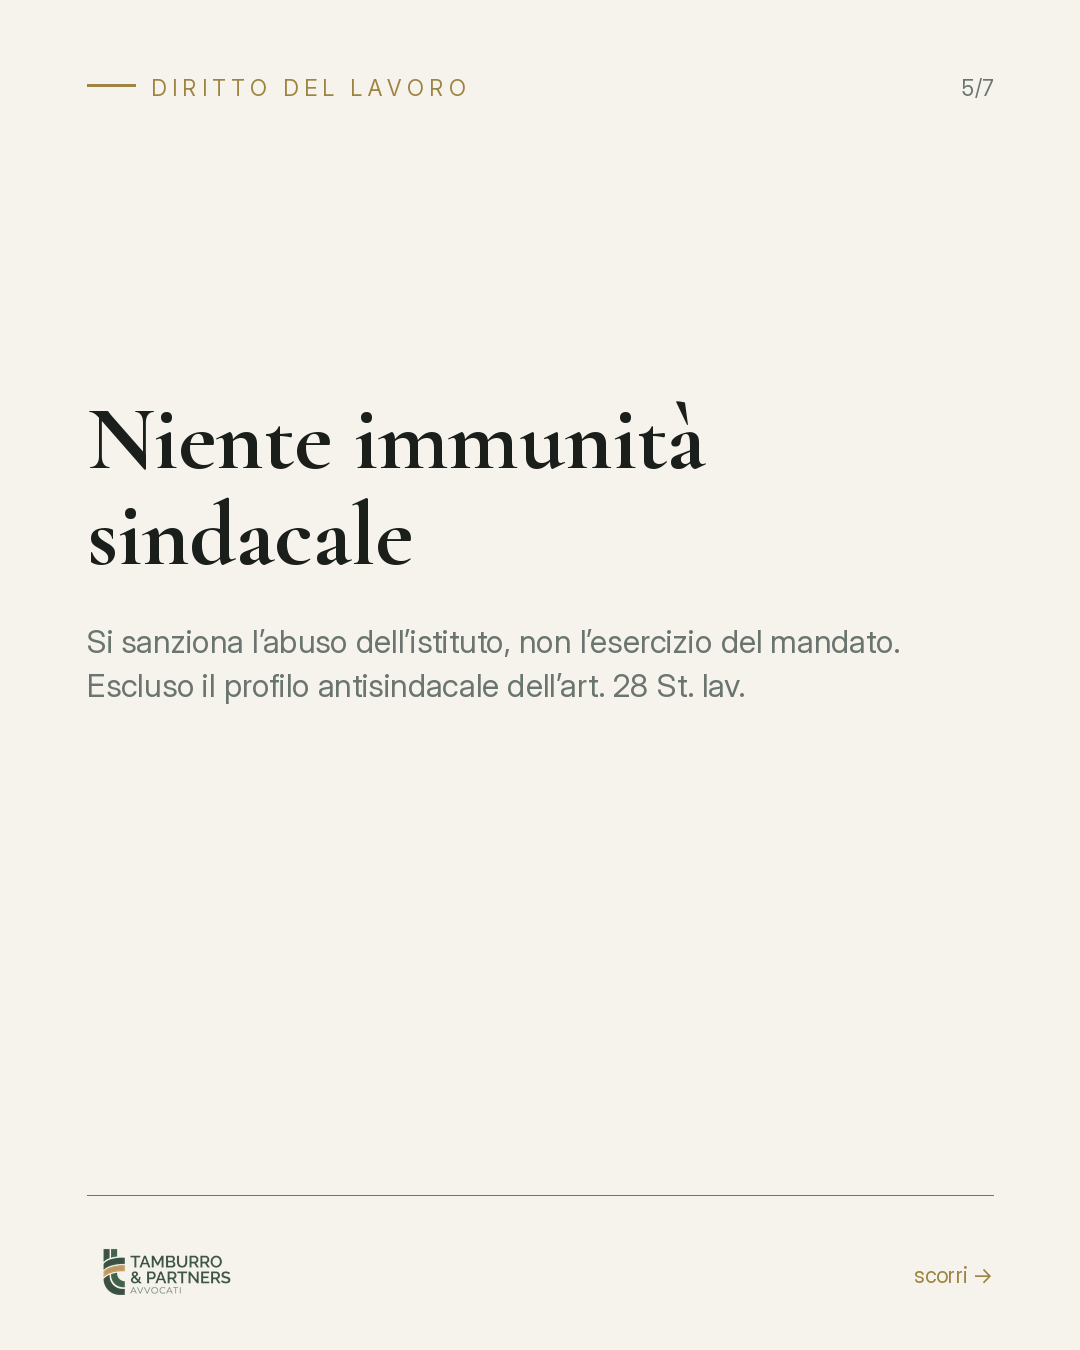 DIRITTO DEL LAVORO
5/7
Niente immunità
sindacale
Si sanziona l’abuso dell’istituto, non l’esercizio del mandato.
Escluso il profilo antisindacale dell’art. 28 St. lav.
TAMBURRO
& PARTNERS
AVVOCATI
scorri →